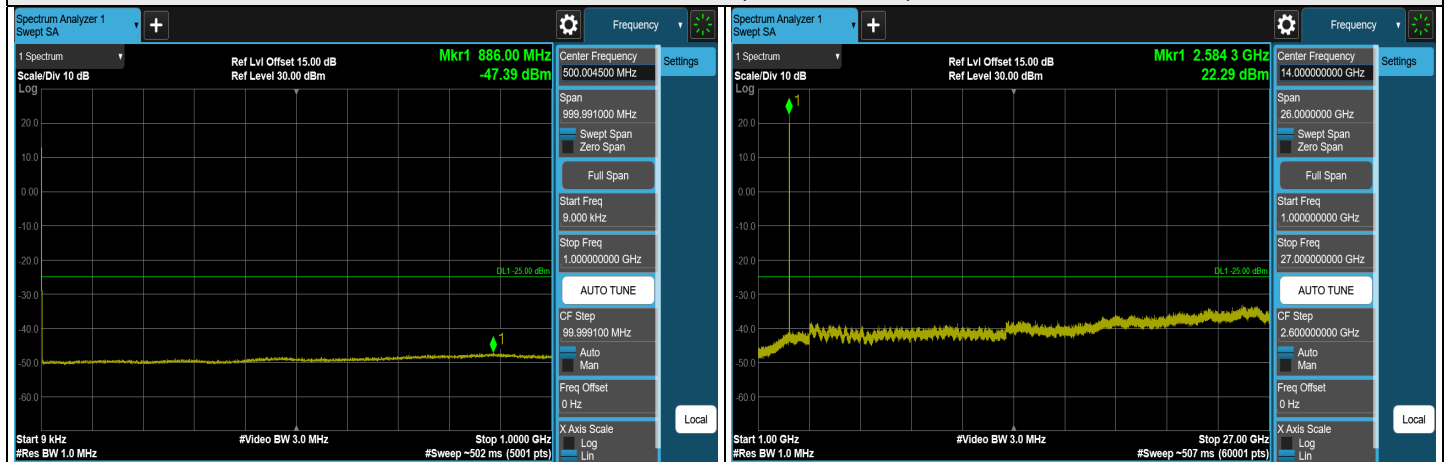 Spectrum Analyzer 1
Swept SA
+
Frequency
1 Spectrum
Ref Lvl Offset 15.00 dB
Mkr1 886.00 MHz
Scale/Div 10 dB
Ref Level 30.00 dBm
-47.39 dBm
Log
1
20.0
10.0
0.00
-10.0
-20.0
DL1 -25.00 dBm
-30.0
-40.0
1
-50.0
-60.0
Start 9 kHz
#Video BW 3.0 MHz
Stop 1.0000 GHz
#Res BW 1.0 MHz
#Sweep ~502 ms (5001 pts)
Center Frequency
500.004500 MHz
Settings
Span
999.991000 MHz
Swept Span
Zero Span
Full Span
Start Freq
9.000 kHz
Stop Freq
1.000000000 GHz
AUTO TUNE
CF Step
99.999100 MHz
Auto
Man
Freq Offset
0 Hz
X Axis Scale
Log
Lin
Local
Spectrum Analyzer 1
Swept SA
+
Frequency
1 Spectrum
Ref Lvl Offset 15.00 dB
Mkr1 2.584 3 GHz
Scale/Div 10 dB
Ref Level 30.00 dBm
22.29 dBm
Log
1
20.0
10.0
0.00
-10.0
-20.0
DL1 -25.00 dBm
-30.0
-40.0
-50.0
-60.0
Start 1.00 GHz
#Video BW 3.0 MHz
Stop 27.00 GHz
#Res BW 1.0 MHz
#Sweep ~507 ms (60001 pts)
Center Frequency
14.000000000 GHz
Settings
Span
26.0000000 GHz
Swept Span
Zero Span
Full Span
Start Freq
1.000000000 GHz
Stop Freq
27.000000000 GHz
AUTO TUNE
CF Step
2.600000000 GHz
Auto
Man
Freq Offset
0 Hz
X Axis Scale
Log
Lin
Local